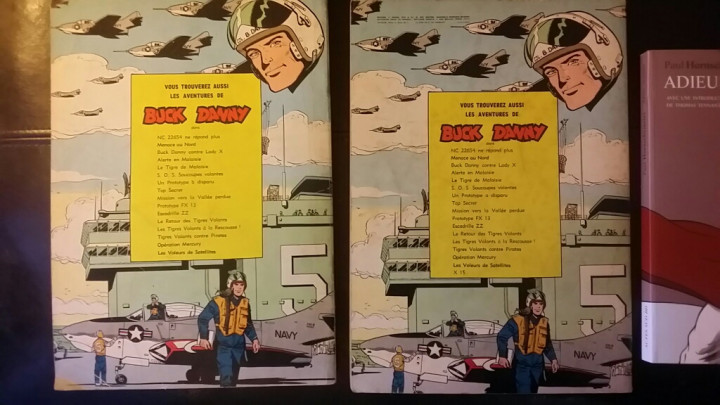 VOUS TROUVEREZ AUSSI
LES AVENTURES DE
BUCK DANNY
dans
NC 22654 ne répond plus
Menace au Nord
Buck Danny contre Lady X
Alerte en Malaisie
Le Tigre de Malaisie
S. O. S. Soucoupes volantes
Un Prototype a disparu
Top Secret
Mission vers la Vallée perdue
Prototype FX 13
Escadrille ZZ
Le Retour des Tigres Volants
Les Tigres Volants à la Rescousse !
Tigres Volants contre Pirates
Opération Mercury
Les Voleurs de Satellites
5
NAVY
VOUS TROUVEREZ AUSSI
LES AVENTURES DE
BUCK DANNY
dans
NC 22654 ne répond plus
Menace au Nord
Buck Danny contre Lady X
Alerte en Malaisie
Le Tigre de Malaisie
S. O. S. Soucoupes volantes
Un Prototype a disparu
Top Secret
Mission vers la Vallée perdue
Prototype FX 13
Escadrille ZZ
Le Retour des Tigres Volants
Les Tigres Volants à la Rescousse !
Tigres Volants contre Pirates
Opération Mercury
Les Voleurs de Satellites
X 15
5
NAVY
Paul
ADIEU
AVEC UNE
DE THOMAS